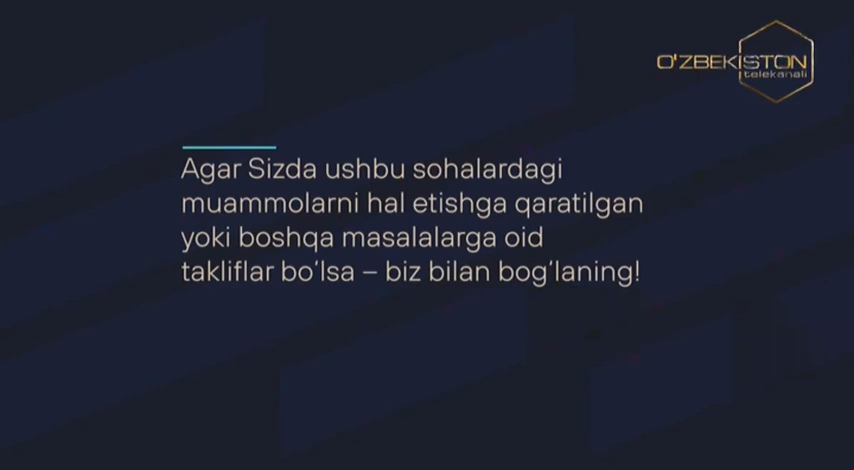 O'ZBEKISTON
telekanali
Agar Sizda ushbu sohalardagi
muammolarni hal etishga qaratilgan
yoki boshqa masalalarga oid
takliflar bo‘lsa – biz bilan bog‘laning!